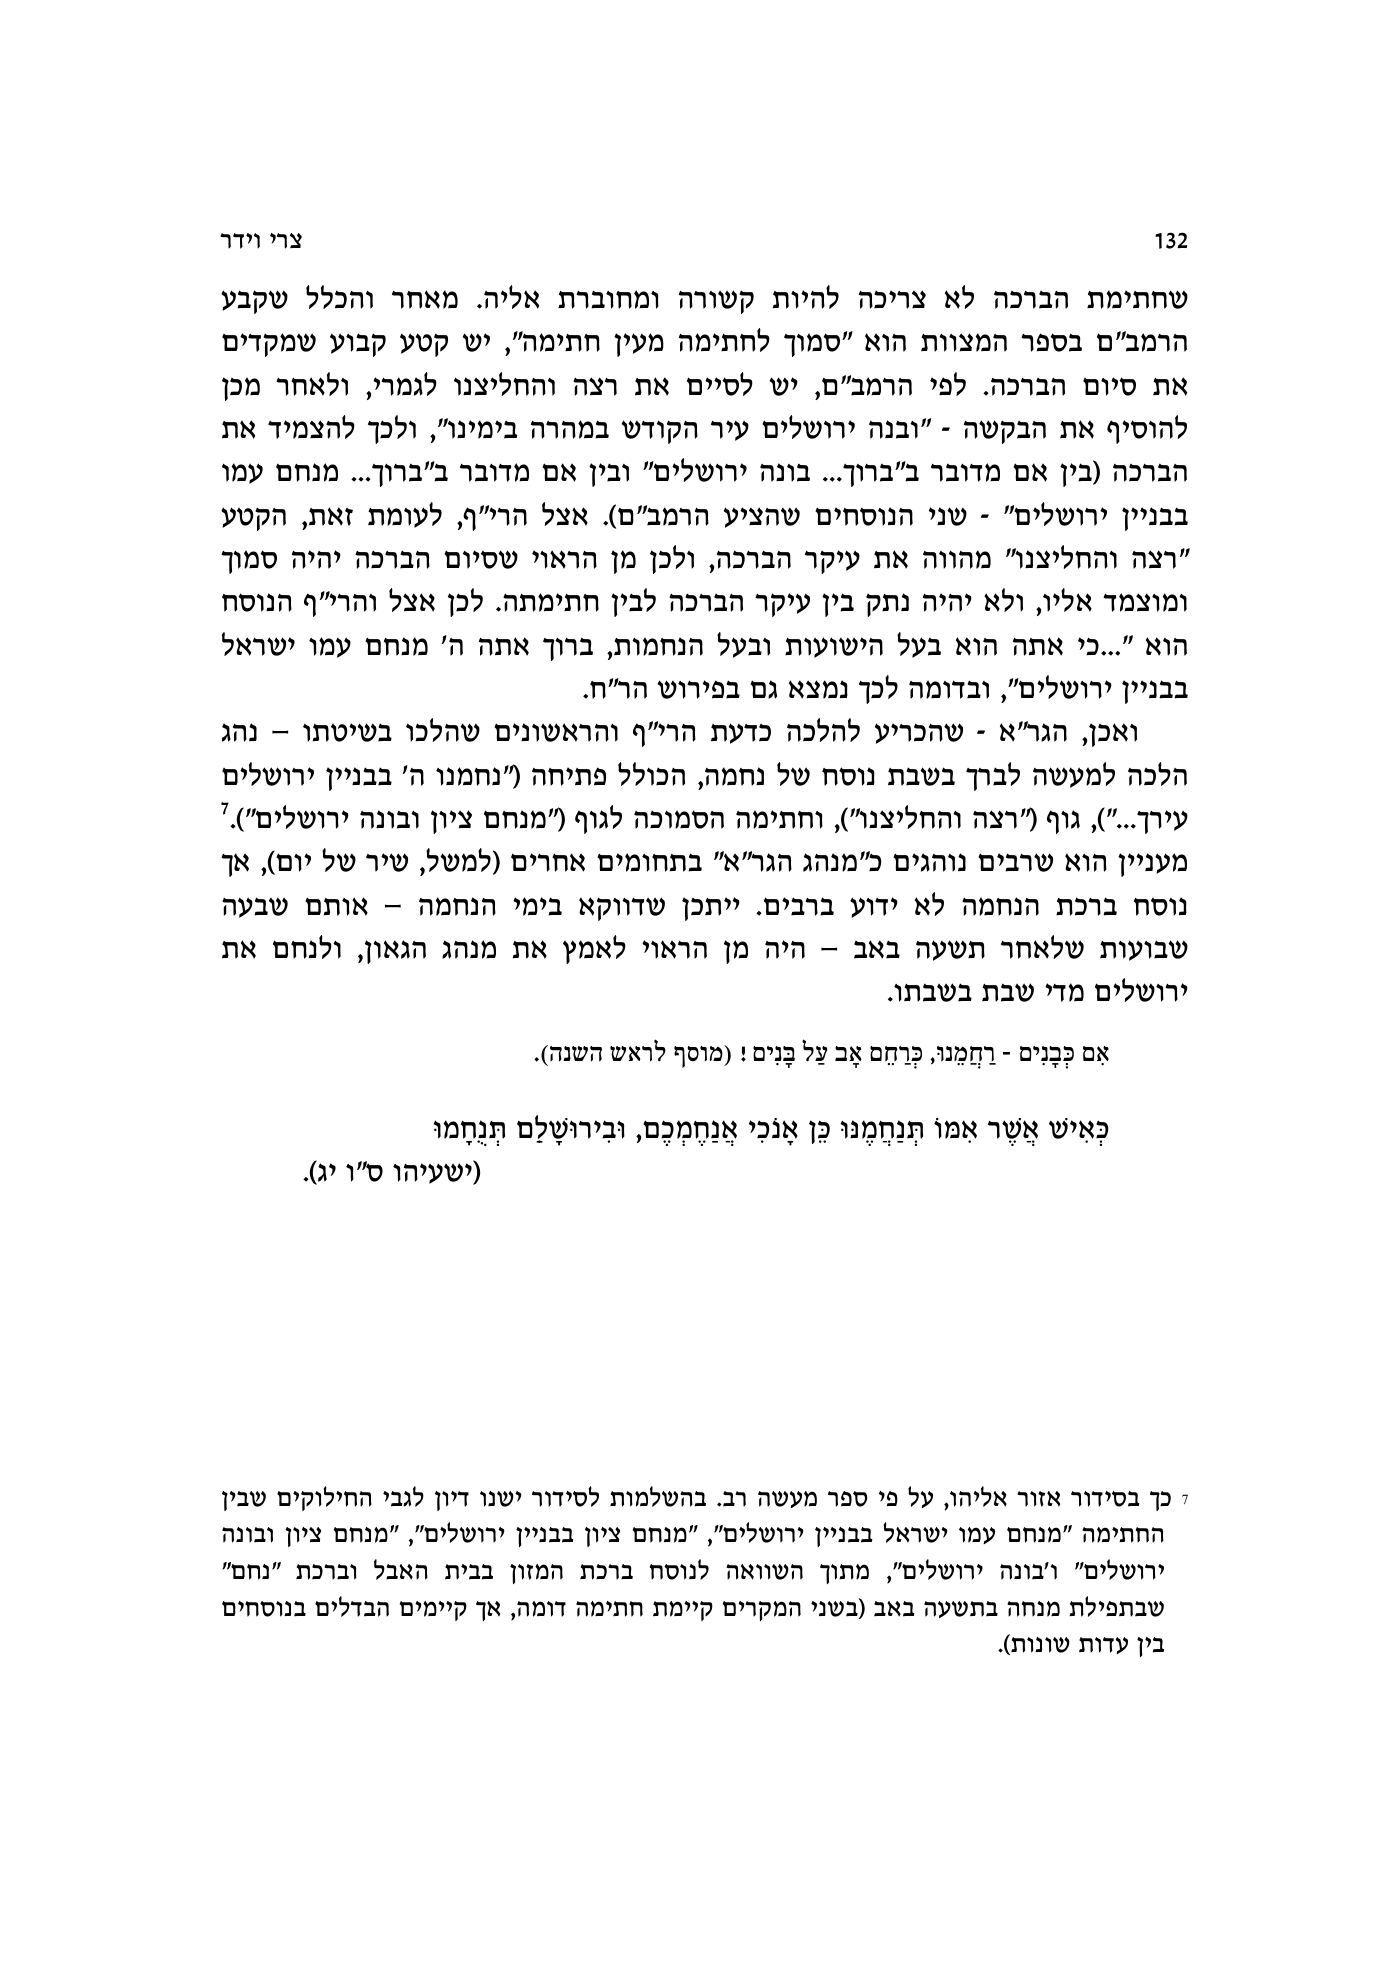 132 צרי וידר
שחתימת הברכה לא צריכה להיות קשורה ומחוברת אליה. מאחר והכלל שקבע
הרמב"ם בספר המצוות הוא "סמוך לחתימה מעין חתימה", יש קטע קבוע שמקדים
את סיום הברכה. לפי הרמב"ם, יש לסיים את רצה והחליצנו לגמרי, ולאחר מכן
להוסיף את הבקשה - "ובנה ירושלים עיר הקודש במהרה בימינו", ולכך להצמיד את
הברכה (בין אם מדובר ב"ברוך... בונה ירושלים" ובין אם מדובר ב"ברוך... מנחם עמו
בבניין ירושלים" - שני הנוסחים שהציע הרמב"ם). אצל הרי"ף, לעומת זאת, הקטע
"רצה והחליצנו" מהווה את עיקר הברכה, ולכן מן הראוי שסיום הברכה יהיה סמוך
ומוצמד אליו, ולא יהיה נתק בין עיקר הברכה לבין חתימתה. לכן אצל והרי"ף הנוסח
הוא "...כי אתה הוא בעל הישועות ובעל הנחמות, ברוך אתה ה' מנחם עמו ישראל
בבניין ירושלים", ובדומה לכך נמצא גם בפירוש הר"ח.
ואכן, הגר"א - שהכריע להלכה כדעת הרי"ף והראשונים שהלכו בשיטתו – נהג
הלכה למעשה לברך בשבת נוסח של נחמה, הכולל פתיחה ("נחמנו ה' בבניין ירושלים
עירך..."), גוף ("רצה והחליצנו"), וחתימה הסמוכה לגוף ("מנחם ציון ובונה ירושלים").7
מעניין הוא שרבים נוהגים כ"מנהג הגר"א" בתחומים אחרים (למשל, שיר של יום), אך
נוסח ברכת הנחמה לא ידוע ברבים. ייתכן שדווקא בימי הנחמה – אותם שבעה
שבועות שלאחר תשעה באב – היה מן הראוי לאמץ את מנהג הגאון, ולנחם את
ירושלים מדי שבת בשבתו.
אִם כְּבָנִים - רַחֲמֵנוּ, כְּרַחֵם אָב עַל בָּנִים! (מוסף לראש השנה).
כְּאִישׁ אֲשֶׁר אִמּוֹ תְּנַחֲמֶנּוּ כֵּן אָנֹכִי אֲנַחֶמְכֶם, וּבִירוּשָׁלַם תְּנֻחָמוּ
(ישעיהו ס"ו יג).
7 כך בסידור אזור אליהו, על פי ספר מעשה רב. בהשלמות לסידור ישנו דיון לגבי החילוקים שבין
החתימה "מנחם עמו ישראל בבניין ירושלים", "מנחם ציון בבניין ירושלים", "מנחם ציון ובונה
ירושלים" ו'בונה ירושלים", מתוך השוואה לנוסח ברכת המזון בבית האבל וברכת "נחם"
שבתפילת מנחה בתשעה באב (בשני המקרים קיימת חתימה דומה, אך קיימים הבדלים בנוסחים
בין עדות שונות).